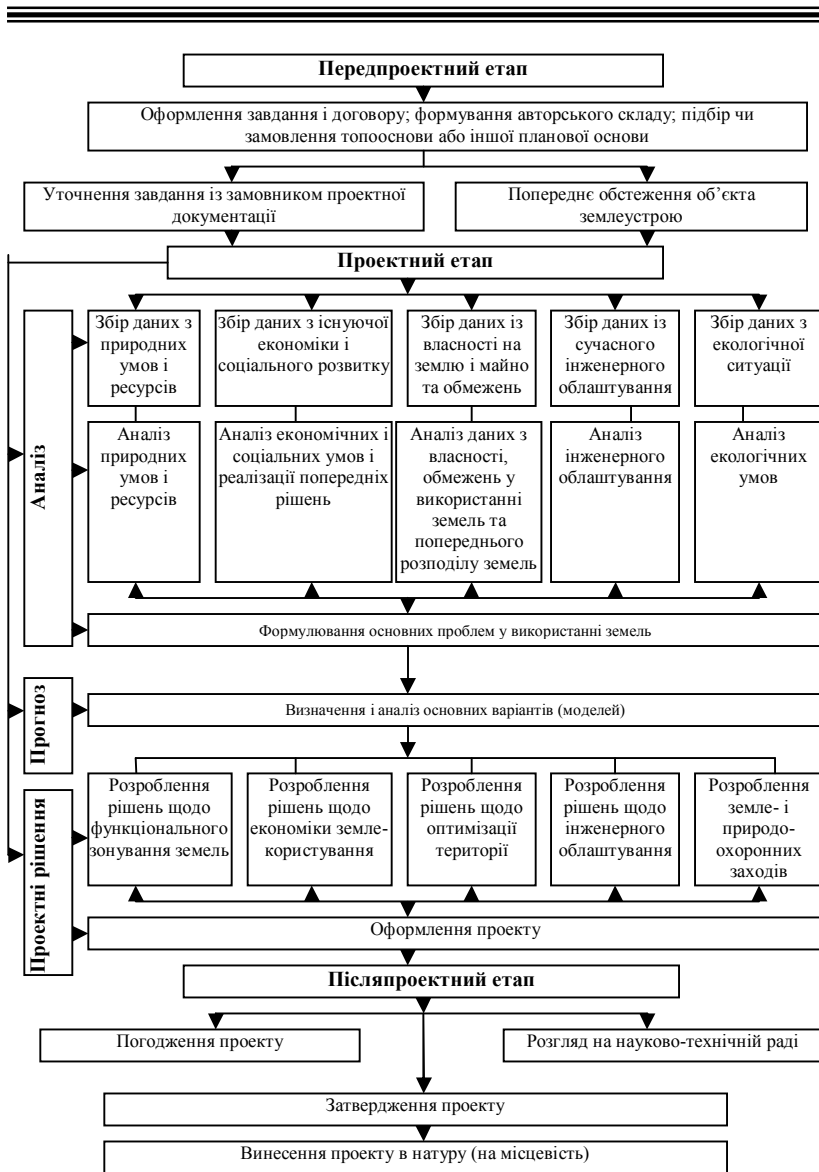 Передпроектний етап
Оформлення завдання і договору; формування авторського складу; підбір чи
замовлення топооснови або іншої планової основи
Уточнення завдання із замовником проектної
документації
Попереднє обстеження об’єкта
землеустрою
Проектний етап
Аналіз
Збір даних з
природних
умов і
ресурсів
Збір даних з існуючої
економіки і
соціального розвитку
Збір даних із
власності на
землю і майно
та обмежень
Збір даних із
сучасного
інженерного
облаштування
Збір даних з
екологічної
ситуації
Аналіз
природних
умов і
ресурсів
Аналіз економічних і
соціальних умов і
реалізації попередніх
рішень
Аналіз даних з
власності,
обмежень у
використанні
земель та
попереднього
розподілу земель
Аналіз
інженерного
облаштування
Аналіз
екологічних
умов
Формулювання основних проблем у використанні земель
Прогноз
Визначення і аналіз основних варіантів (моделей)
Проектні рішення
Розроблення
рішень щодо
функціонального
зонування земель
Розроблення
рішень щодо
економіки земле-
користування
Розроблення
рішень щодо
оптимізації
території
Розроблення
рішень щодо
інженерного
облаштування
Розроблення
земле- і
природо-
охоронних
заходів
Оформлення проекту
Післяпроектний етап
Погодження проекту
Розгляд на науково-технічній раді
Затвердження проекту
Винесення проекту в натуру (на місцевість)